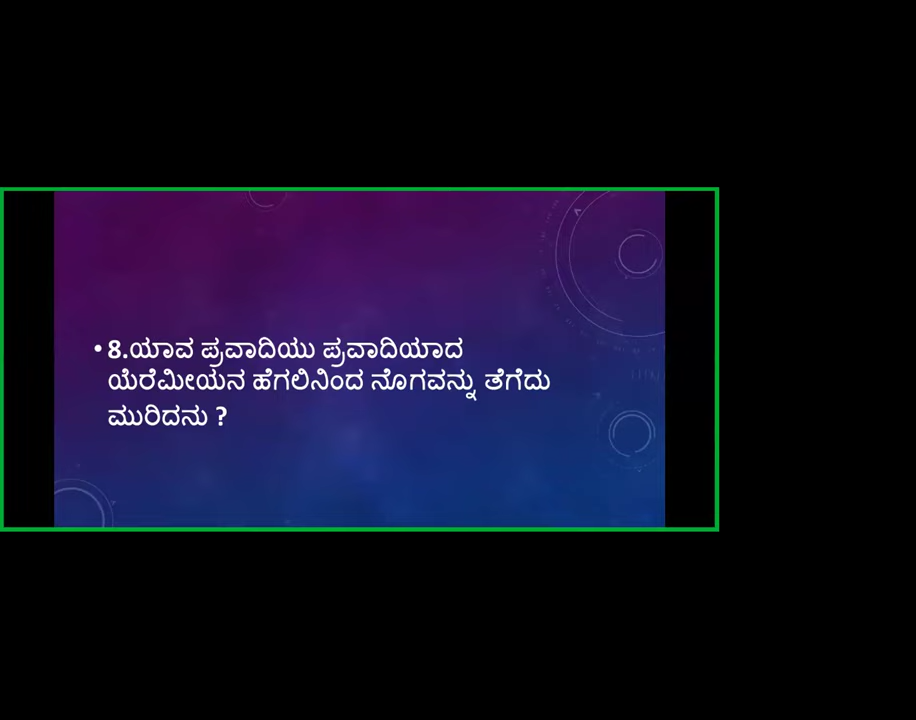 • 8.ಯಾವ ಪ್ರವಾದಿಯು ಪ್ರವಾದಿಯಾದ
ಯೆರೆಮೀಯನ ಹೆಗಲಿನಿಂದ ನೊಗವನ್ನು ತೆಗೆದು
ಮುರಿದನು ?